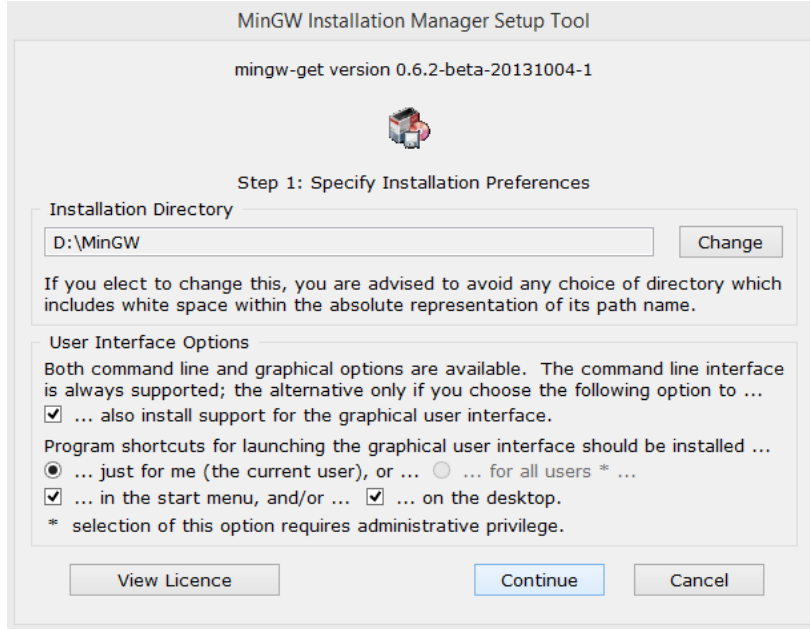 MinGW Installation Manager Setup Tool
mingw-get version 0.6.2-beta-20131004-1
Step 1: Specify Installation Preferences
Installation Directory
D:\MinGW
Change
If you elect to change this, you are advised to avoid any choice of directory which
includes white space within the absolute representation of its path name.
User Interface Options
Both command line and graphical options are available.  The command line interface
is always supported; the alternative only if you choose the following option to ...
... also install support for the graphical user interface.
Program shortcuts for launching the graphical user interface should be installed ...
... just for me (the current user), or ... ... for all users * ...
... in the start menu, and/or ... ... on the desktop.
* selection of this option requires administrative privilege.
View Licence Continue Cancel